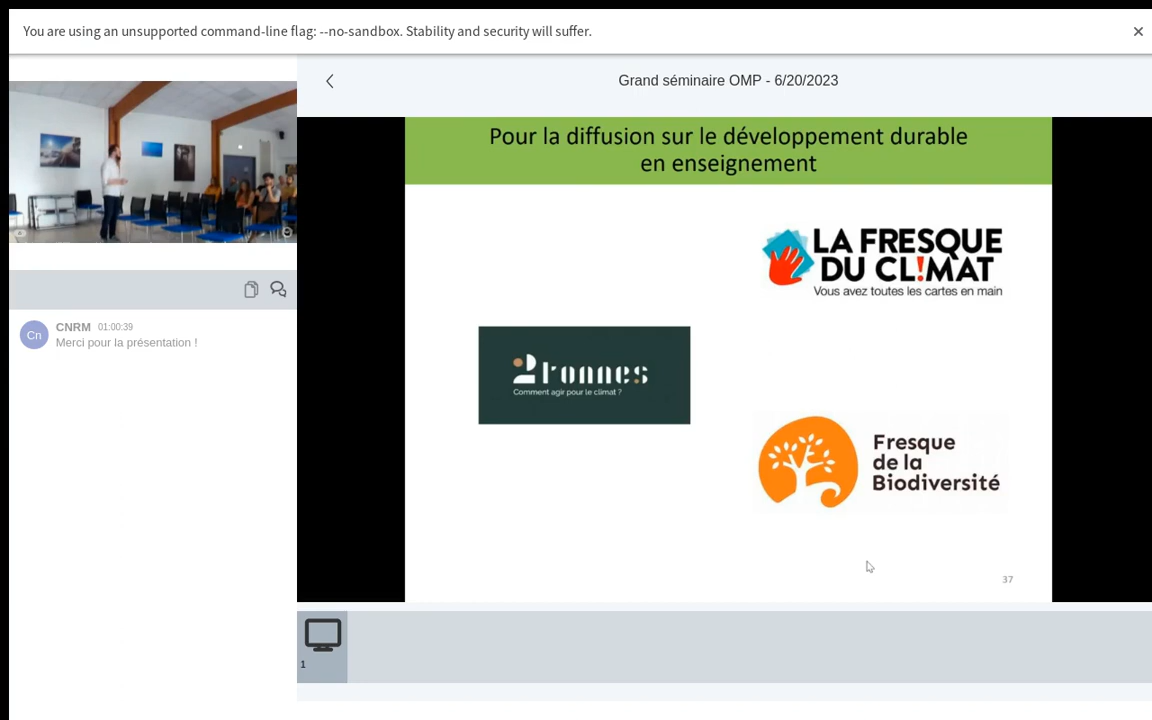 You are using an unsupported command-line flag: --no-sandbox. Stability and security will suffer.
Grand séminaire OMP - 6/20/2023
Pour la diffusion sur le développement durable
en enseignement
LA FRESQUE
DU CL!MAT
Vous avez toutes les cartes en main
2tonnes
Comment agir pour le climat ?
Fresque
de la
Biodiversité
37
Cn
CNRM 01:00:39
Merci pour la présentation !
1